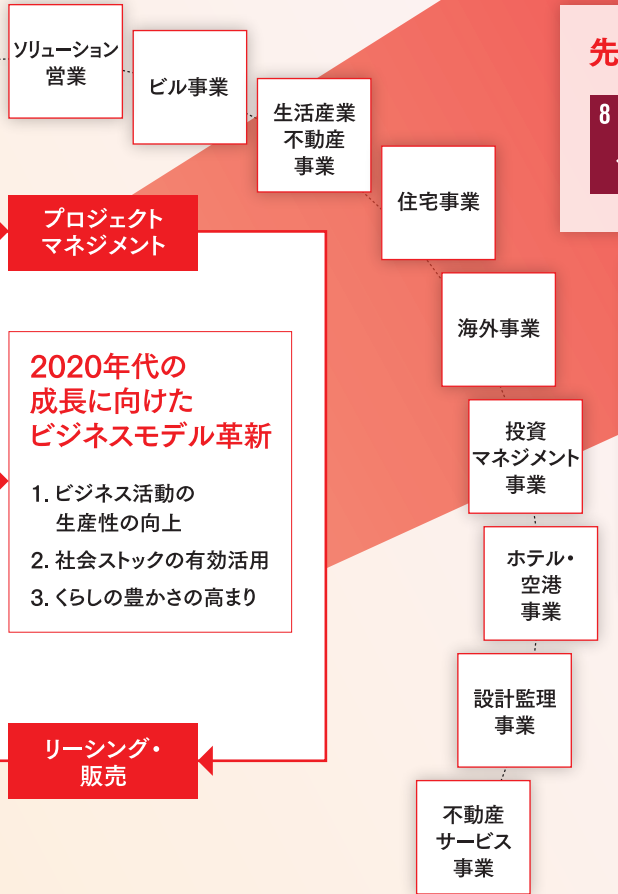 ソリューション
営業
ビル事業
生活産業
不動産
事業
住宅事業
海外事業
投資
マネジメント
事業
ホテル・
空港
事業
設計監理
事業
不動産
サービス
事業
プロジェクト
マネジメント
2020年代の
成長に向けた
ビジネスモデル革新
1. ビジネス活動の
生産性の向上
2. 社会ストックの有効活用
3. くらしの豊かさの高まり
リーシング・
販売
先
8